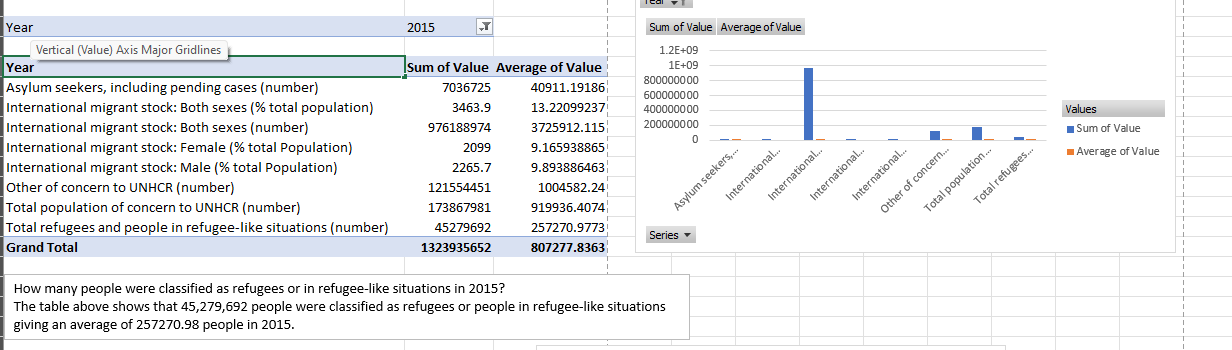 Year 2015
Vertical (Value) Axis Major Gridlines
Year Sum of Value Average of Value
Asylum seekers, including pending cases (number) 7036725 40911.19186
International migrant stock: Both sexes (% total population) 3463.9 13.22099237
International migrant stock: Both sexes (number) 976188974 3725912.115
International migrant stock: Female (% total Population) 2099 9.165938865
International migrant stock: Male (% total Population) 2265.7 9.893886463
Other of concern to UNHCR (number) 121554451 1004582.24
Total population of concern to UNHCR (number) 173867981 919936.4074
Total refugees and people in refugee-like situations (number) 45279692 257270.9773
Grand Total 1323935652 807277.8363
How many people were classified as refugees or in refugee-like situations in 2015?
The table above shows that 45,279,692 people were classified as refugees or people in refugee-like situations
giving an average of 257270.98 people in 2015.
Year
Sum of Value Average of Value
1.2E+09
1E+09
800000000
600000000
400000000
200000000
0
Asylum seekers,...
International...
International...
International...
International...
Other of concern...
Total population...
Total refugees...
Values
Sum of Value
Average of Value
Series